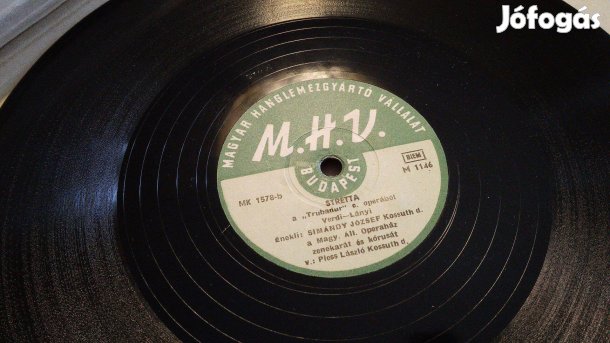 Jófogás
MAGYAR HANGLEMEZGYÁRTÓ VÁLLALAT
M.H.V.
BUDAPEST
BIEM
MK 1578-b
M 1146
STRETTA
a „Trubadur" c. operából
Verdi—Lányi
Énekli: SIMÁNDY JÓZSEF Kossuth d.
a Magy. Áll. Operaház
zenekarát és kórusát
v.: Pless László Kossuth d.